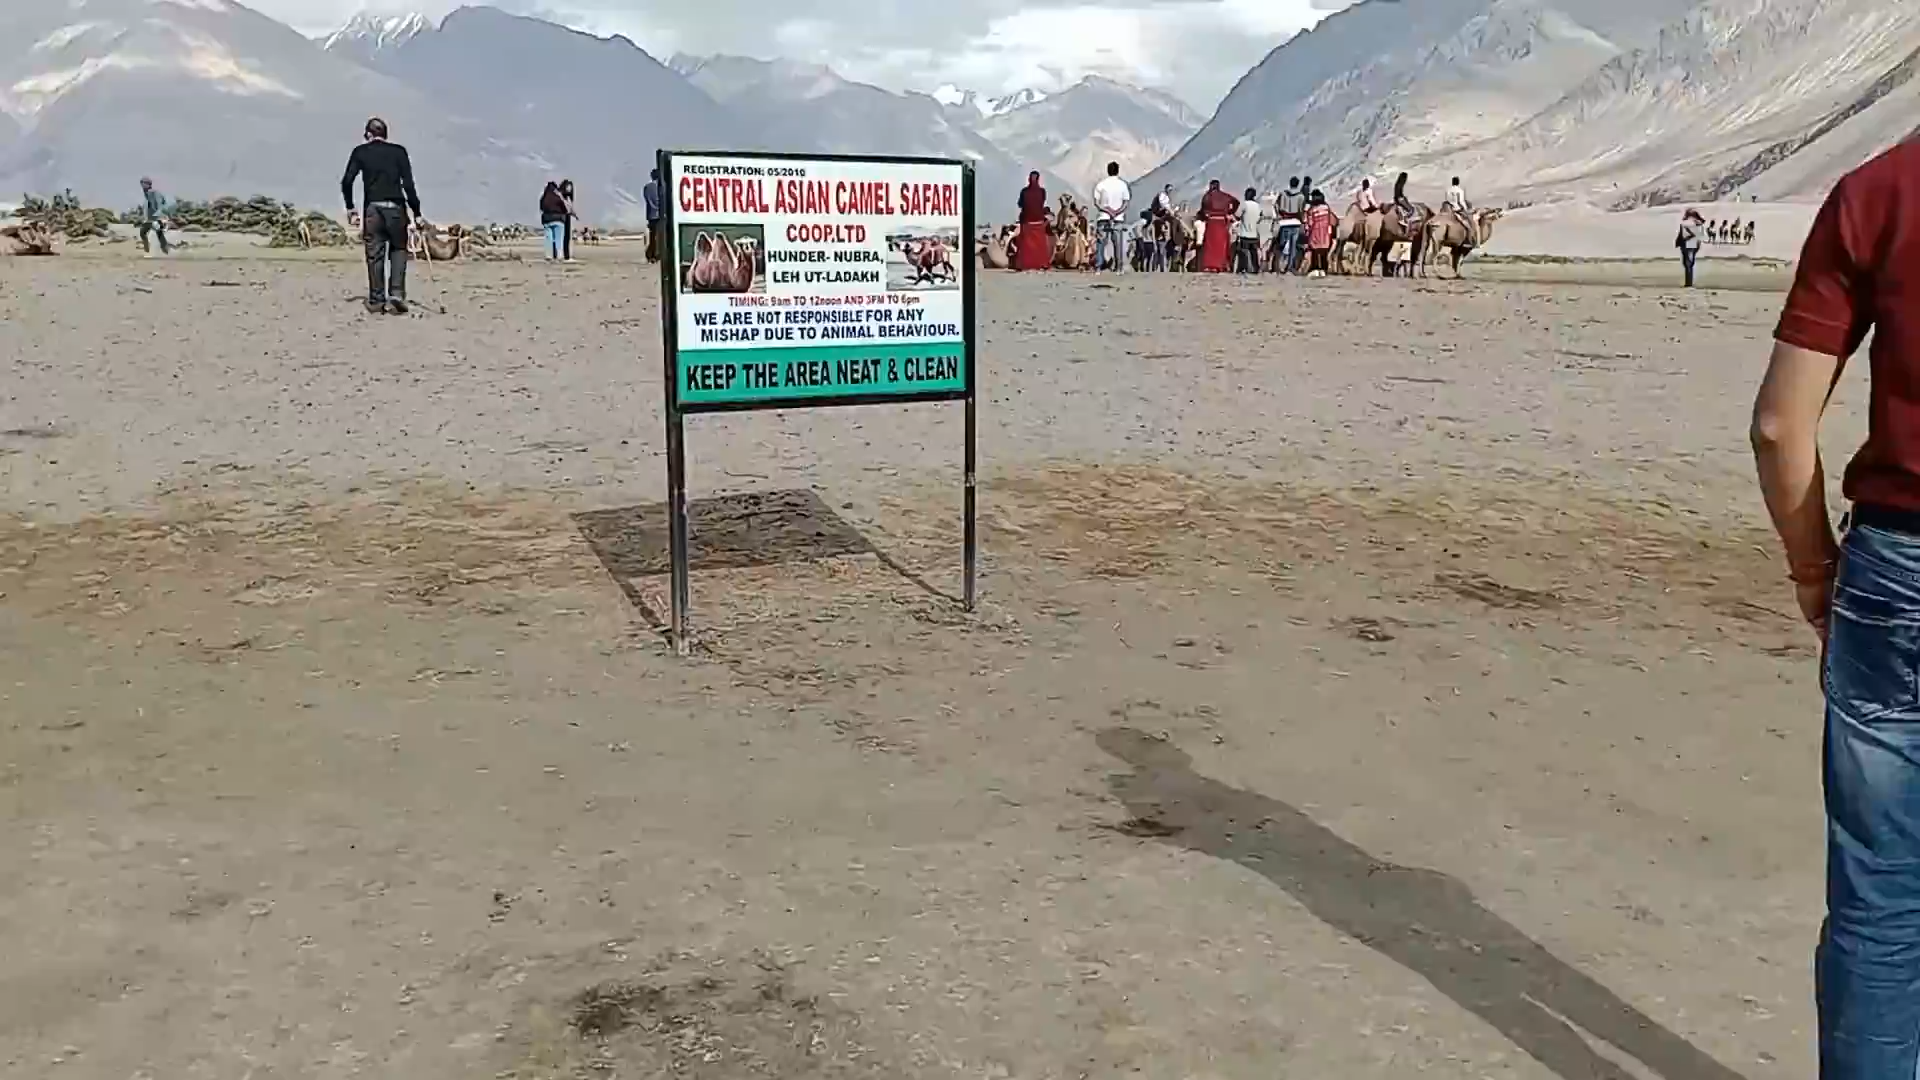 REGISTRATION: 05/2010
CENTRAL ASIAN CAMEL SAFARI
COOP.LTD
HUNDER- NUBRA,
LEH UT-LADAKH
TIMING: 9am TO 12noon AND 3PM TO 6pm
WE ARE NOT RESPONSIBLE FOR ANY
MISHAP DUE TO ANIMAL BEHAVIOUR.
KEEP THE AREA NEAT & CLEAN